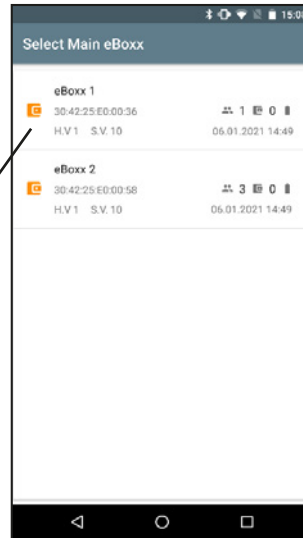 15:08
Select Main eBoxx
eBoxx 1
30:42:25:E0:00:36 1 0
H.V 1 S.V. 10 06.01.2021 14:49
eBoxx 2
30:42:25:E0:00:58 3 0
H.V 1 S.V. 10 06.01.2021 14:49